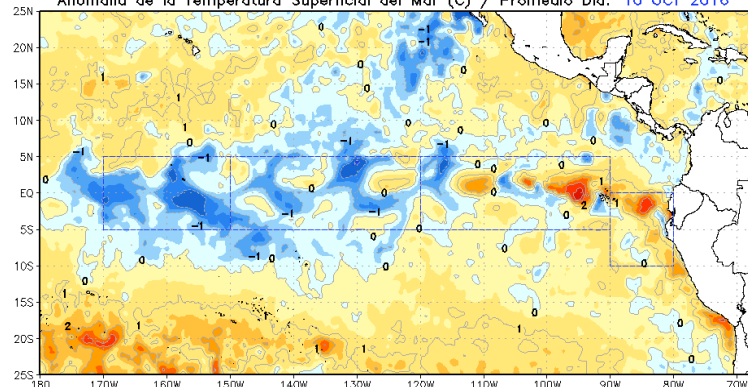 Anomalía de la Temperatura Superficial del Mar (C) / Promedio Dia: 16 OCT 2016
25N
20N
15N
10N
5N
EQ
5S
10S
15S
20S
25S
180 170W 160W 150W 140W 130W 120W 110W 100W 90W 80W 70W